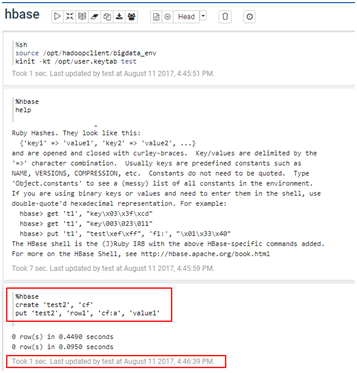 hbase
Head
%sh
source /opt/hadoopclient/bigdata_env
kinit -kt /opt/user.keytab test
Took 1 sec. Last updated by test at August 11 2017, 4:45:51 PM.
%hbase
help
Ruby Hashes. They look like this:
{'key1' => 'value1', 'key2' => 'value2', ...}
and are opened and closed with curley-braces.  Key/values are delimited by the
'=>' character combination.  Usually keys are predefined constants such as
NAME, VERSIONS, COMPRESSION, etc.  Constants do not need to be quoted.  Type
'Object.constants' to see a (messy) list of all constants in the environment.
If you are using binary keys or values and need to enter them in the shell, use
double-quote'd hexadecimal representation. For example:
hbase> get 't1', "key\x03\x3f\xcd"
hbase> get 't1', "key\003\023\011"
hbase> put 't1', "test\xef\xff", 'f1:', "\x01\x33\x40"
The HBase shell is the (J)Ruby IRB with the above HBase-specific commands added.
For more on the HBase Shell, see http://hbase.apache.org/book.html
Took 7 sec. Last updated by test at August 11 2017, 4:45:59 PM.
%hbase
create 'test2', 'cf'
put 'test2', 'row1', 'cf:a', 'value1'
0 row(s) in 0.4490 seconds
0 row(s) in 0.0950 seconds
Took 1 sec. Last updated by test at August 11 2017, 4:46:39 PM.